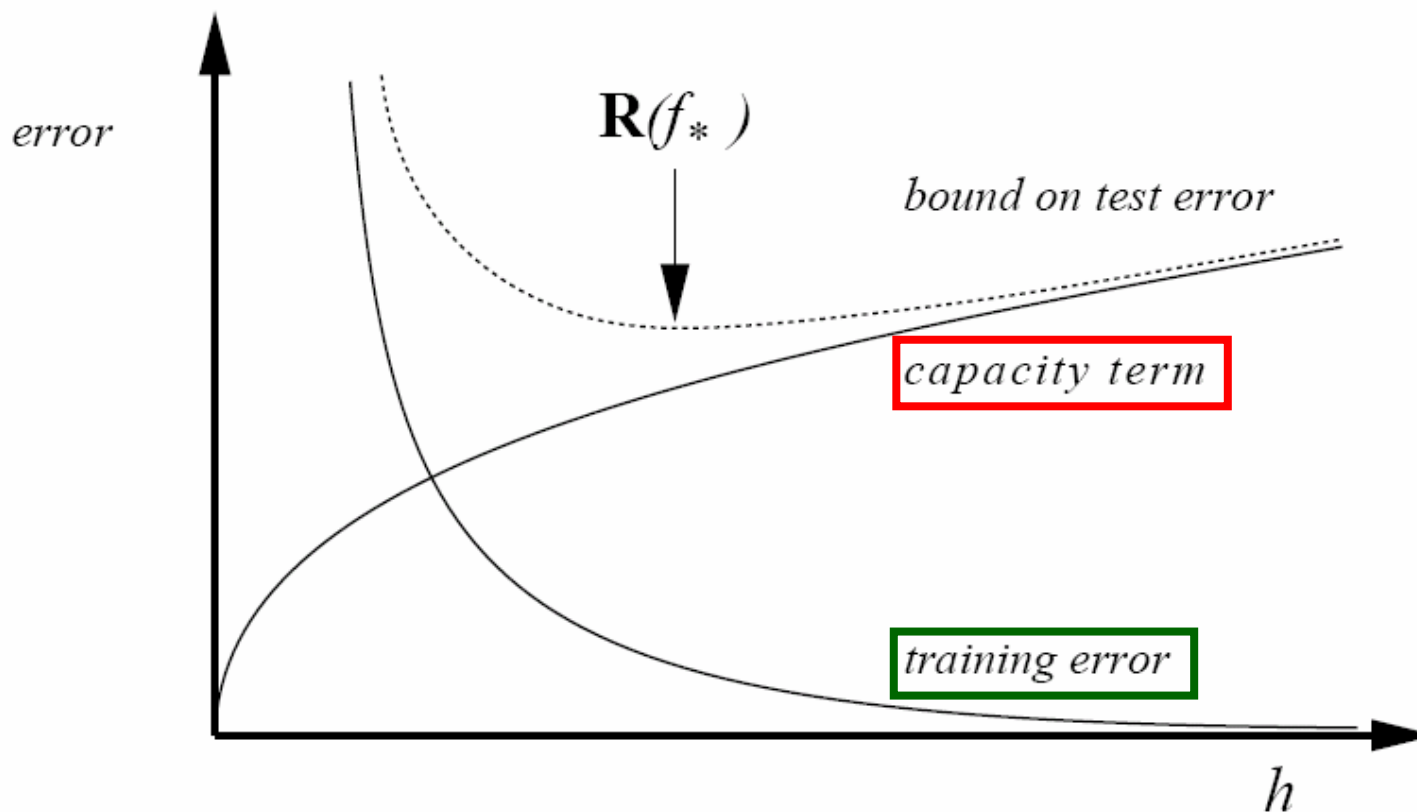 error
R(f* )
bound on test error
capacity term
training error
h